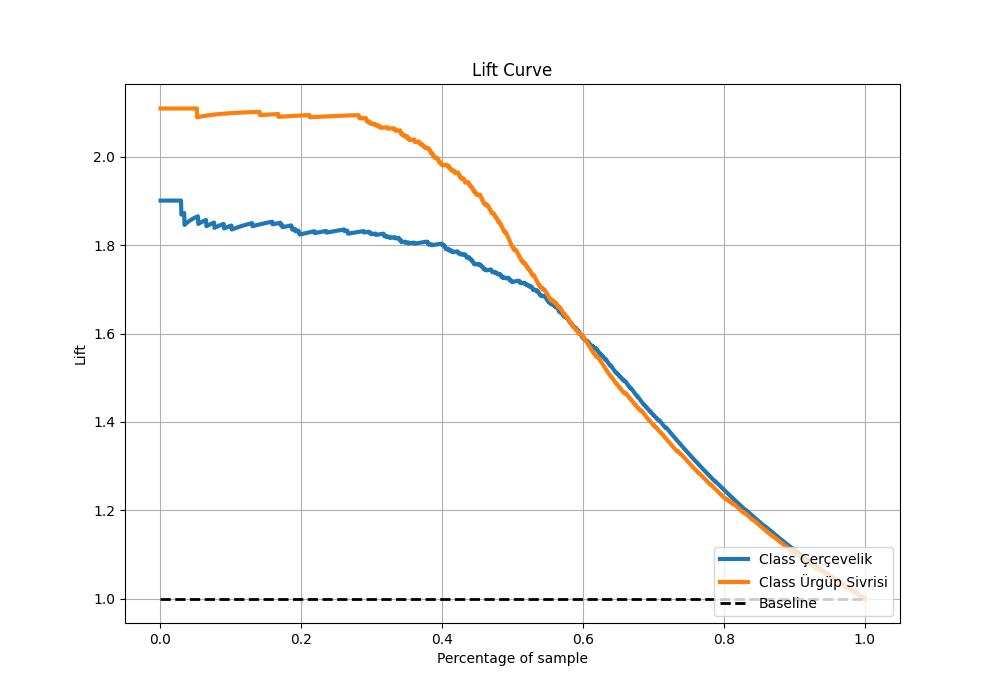 Lift Curve
Lift
2.0
1.8
1.6
1.4
1.2
1.0
0.0 0.2 0.4 0.6 0.8 1.0
Percentage of sample
Class Çerçevelik
Class Ürgüp Sivrisi
Baseline